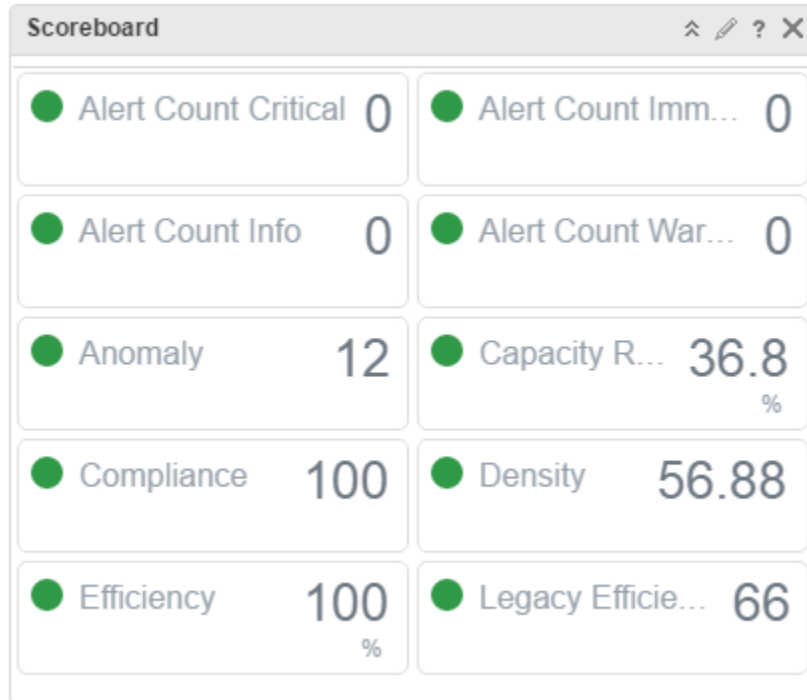 Scoreboard ?
Alert Count Critical 0
Alert Count Imm... 0
Alert Count Info 0
Alert Count War... 0
Anomaly 12
Capacity R... 36.8
%
Compliance 100
Density 56.88
Efficiency 100
%
Legacy Efficie... 66